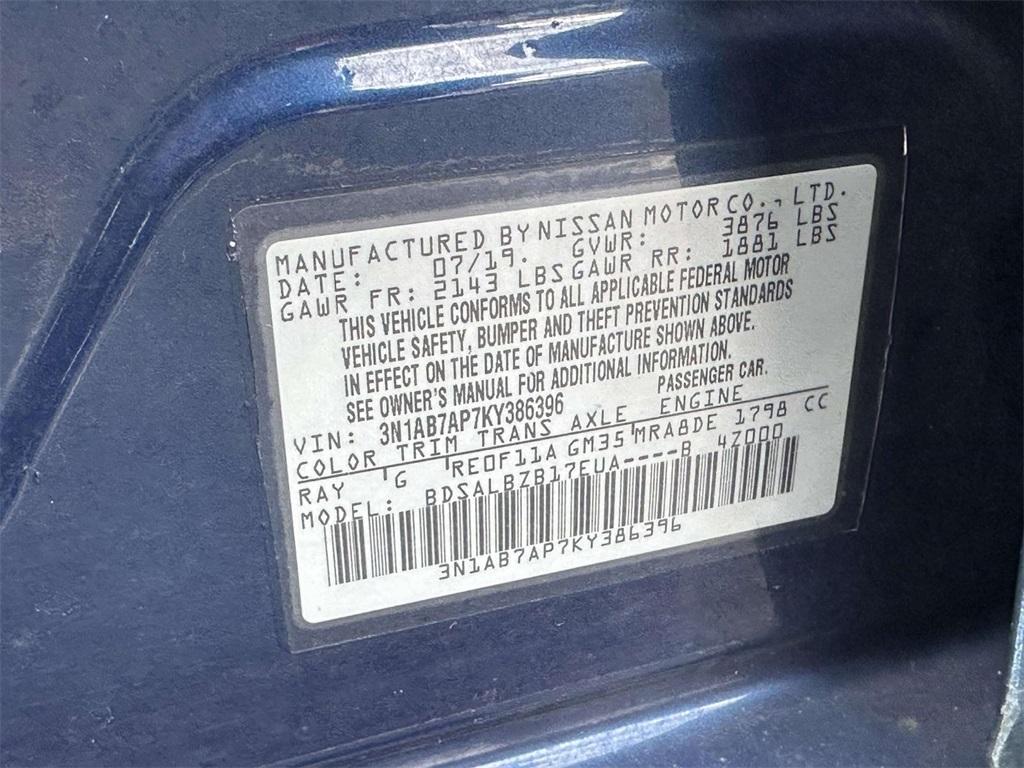 MANUFACTURED BY NISSAN MOTOR CO., LTD.
DATE: 07/19. GVWR: 3876 LBS
GAWR FR: 2143 LBS GAWR RR: 1881 LBS
THIS VEHICLE CONFORMS TO ALL APPLICABLE FEDERAL MOTOR
VEHICLE SAFETY, BUMPER AND THEFT PREVENTION STANDARDS
IN EFFECT ON THE DATE OF MANUFACTURE SHOWN ABOVE.
SEE OWNER'S MANUAL FOR ADDITIONAL INFORMATION.
VIN: 3N1AB7AP7KY386396 PASSENGER CAR.
COLOR TRIM TRANS AXLE ENGINE
RAY G RE0F11A GM35 MRA8DE 1798 CC
MODEL: BDSALBZB17EUA----B 4Z000
3N1AB7AP7KY386396